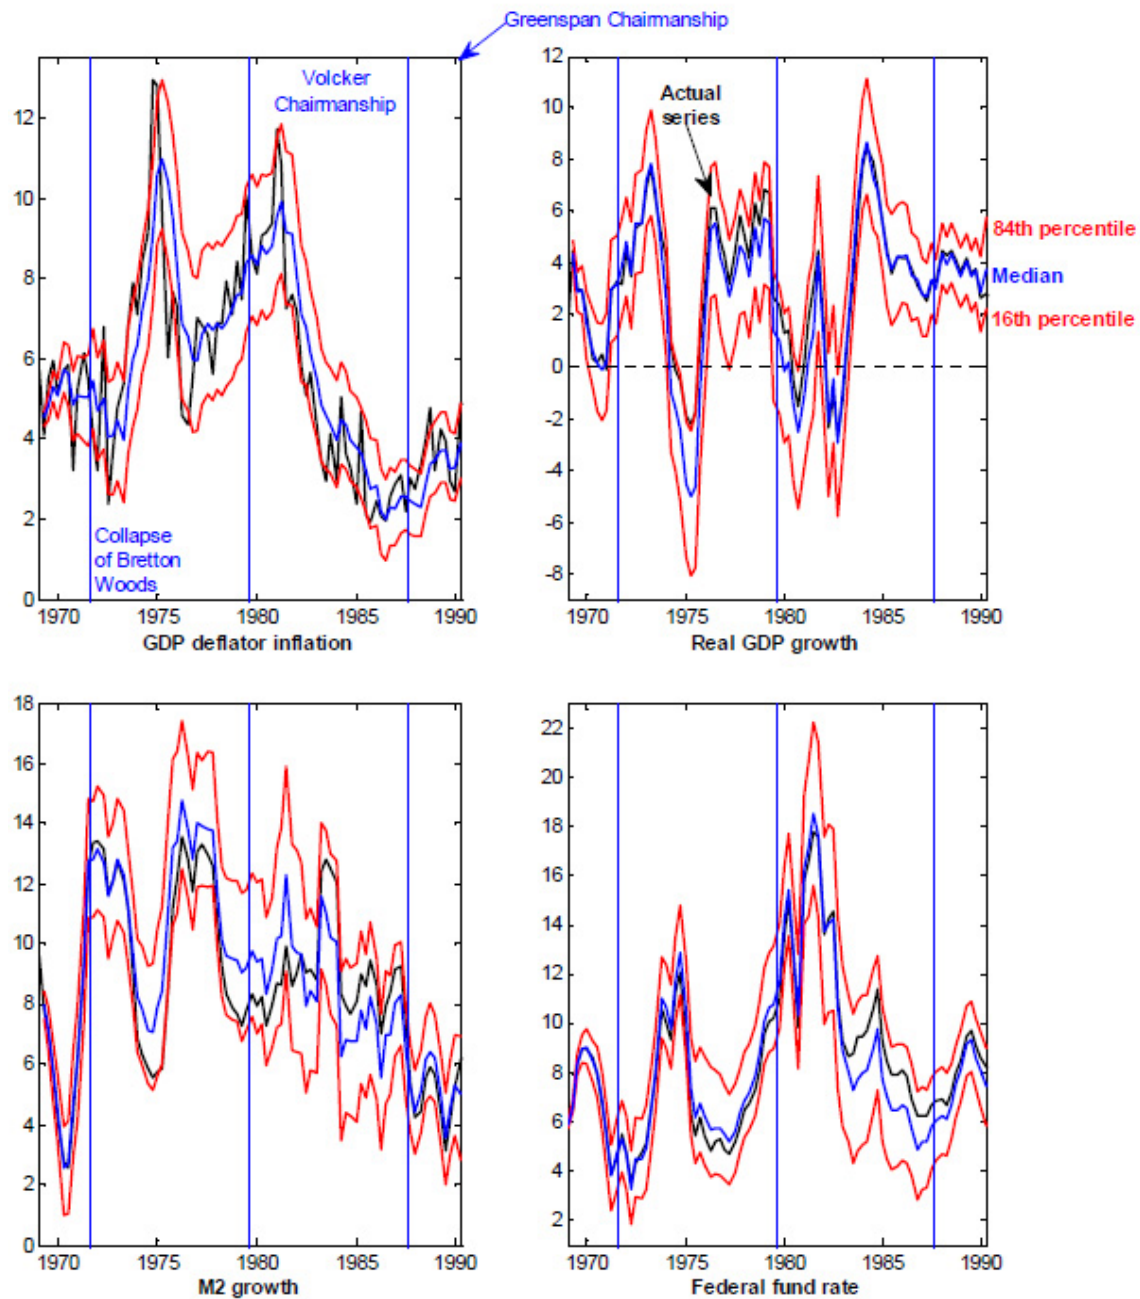 Greenspan Chairmanship
Volcker
Chairmanship
Collapse
of Bretton
Woods
12
10
8
6
4
2
0
1970 1975 1980 1985 1990
GDP deflator inflation
Actual
series
84th percentile
Median
16th percentile
12
10
8
6
4
2
0
-2
-4
-6
-8
1970 1975 1980 1985 1990
Real GDP growth
18
16
14
12
10
8
6
4
2
0
1970 1975 1980 1985 1990
M2 growth
22
20
18
16
14
12
10
8
6
4
2
1970 1975 1980 1985 1990
Federal fund rate